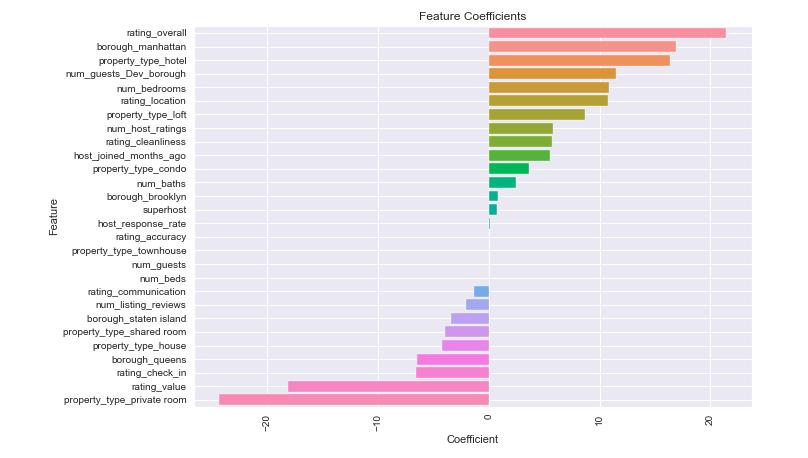 Feature Coefficients
rating_overall
borough_manhattan
property_type_hotel
num_guests_Dev_borough
num_bedrooms
rating_location
property_type_loft
num_host_ratings
rating_cleanliness
host_joined_months_ago
property_type_condo
num_baths
borough_brooklyn
superhost
host_response_rate
rating_accuracy
property_type_townhouse
num_guests
num_beds
rating_communication
num_listing_reviews
borough_staten island
property_type_shared room
property_type_house
borough_queens
rating_check_in
rating_value
property_type_private room
Feature
−20
−10
0
10
20
Coefficient